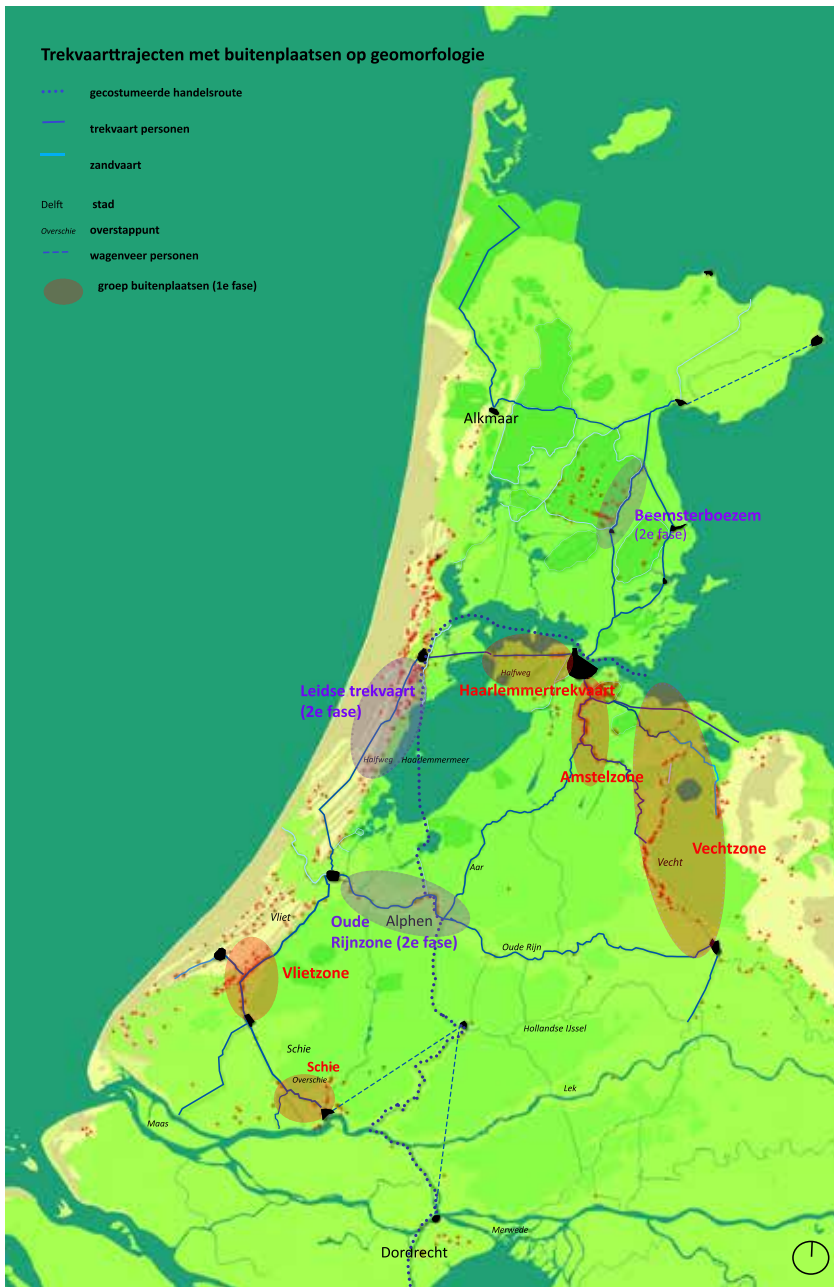 Trekvaarttrajecten met buitenplaatsen op geomorfologie
gecostumeerde handelsroute
trekvaart personen
zandvaart
Delft stad
Overschie overstappunt
wagenveer personen
groep buitenplaatsen (1e fase)
Alkmaar
Beemsterboezem
(2e fase)
Halfweg
Haarlemmertrekvaart
Leidse trekvaart
(2e fase)
Halfweg Haarlemmermeer
Amstelzone
Vechtzone
Vecht
Aar
Vliet
Alphen
Oude
Rijnzone (2e fase)
Oude Rijn
Vlietzone
Hollandse IJssel
Schie
Schie
Overschie
Lek
Maas
Merwede
Dordrecht